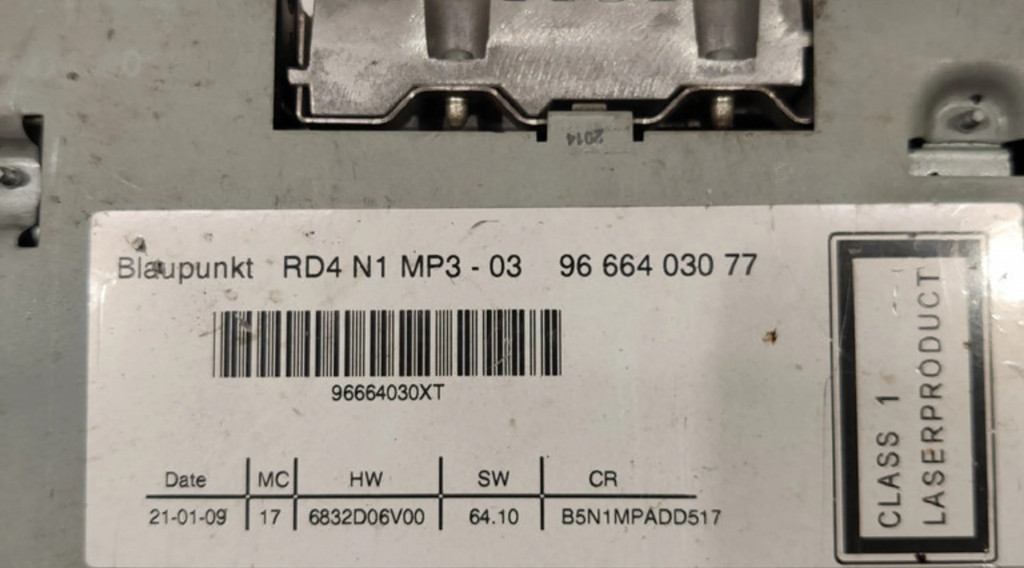 2014
Blaupunkt RD4 N1 MP3 - 03 96 664 030 77
96664030XT
Date MC HW SW CR
21-01-09 17 6832D06V00 64.10 B5N1MPADD517
CLASS 1
LASERPRODUCT